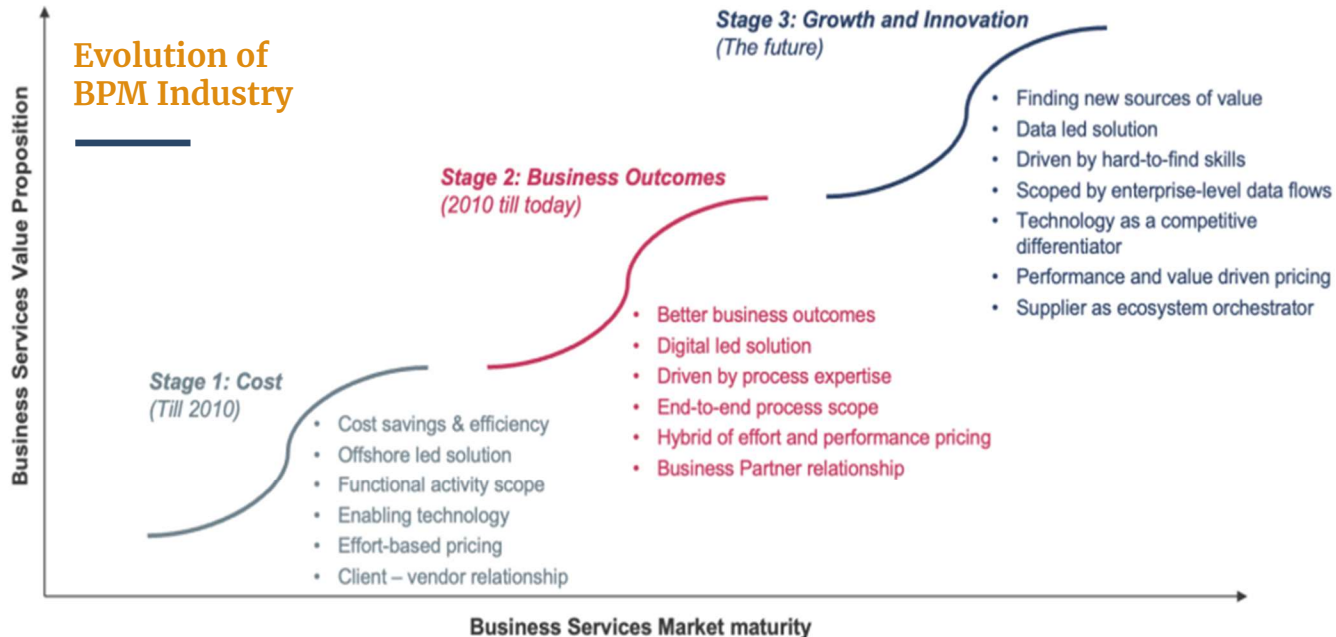 Evolution of
BPM Industry
Business Services Value Proposition
Stage 3: Growth and Innovation
(The future)
• Finding new sources of value
• Data led solution
• Driven by hard-to-find skills
• Scoped by enterprise-level data flows
• Technology as a competitive
differentiator
• Performance and value driven pricing
• Supplier as ecosystem orchestrator
Stage 2: Business Outcomes
(2010 till today)
• Better business outcomes
• Digital led solution
• Driven by process expertise
• End-to-end process scope
• Hybrid of effort and performance pricing
• Business Partner relationship
Stage 1: Cost
(Till 2010)
• Cost savings & efficiency
• Offshore led solution
• Functional activity scope
• Enabling technology
• Effort-based pricing
• Client – vendor relationship
Business Services Market maturity